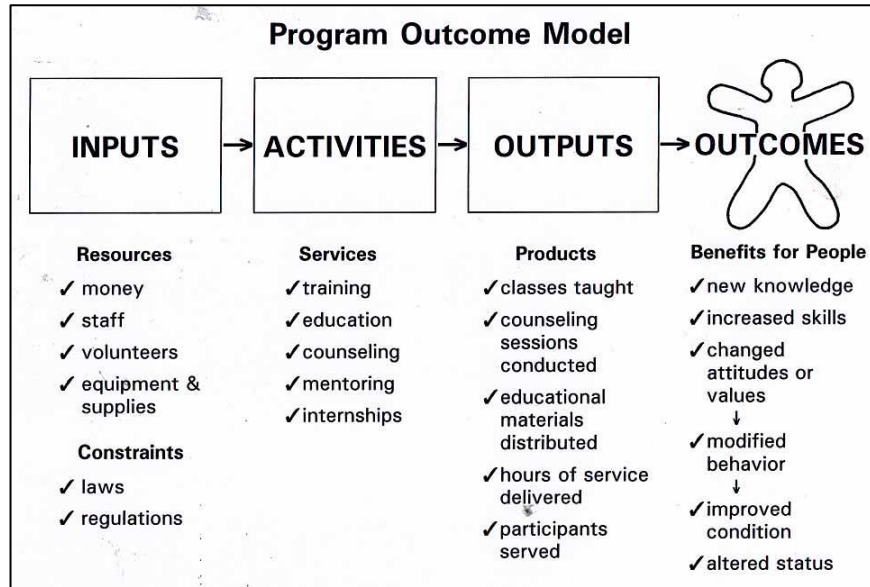 Program Outcome Model
INPUTS
ACTIVITIES
OUTPUTS
OUTCOMES
Resources
✓ money
✓ staff
✓ volunteers
✓ equipment &
supplies
Constraints
✓ laws
✓ regulations
Services
✓ training
✓ education
✓ counseling
✓ mentoring
✓ internships
Products
✓ classes taught
✓ counseling
sessions
conducted
✓ educational
materials
distributed
✓ hours of service
delivered
✓ participants
served
Benefits for People
✓ new knowledge
✓ increased skills
✓ changed
attitudes or
values
✓ modified
behavior
✓ improved
condition
✓ altered status